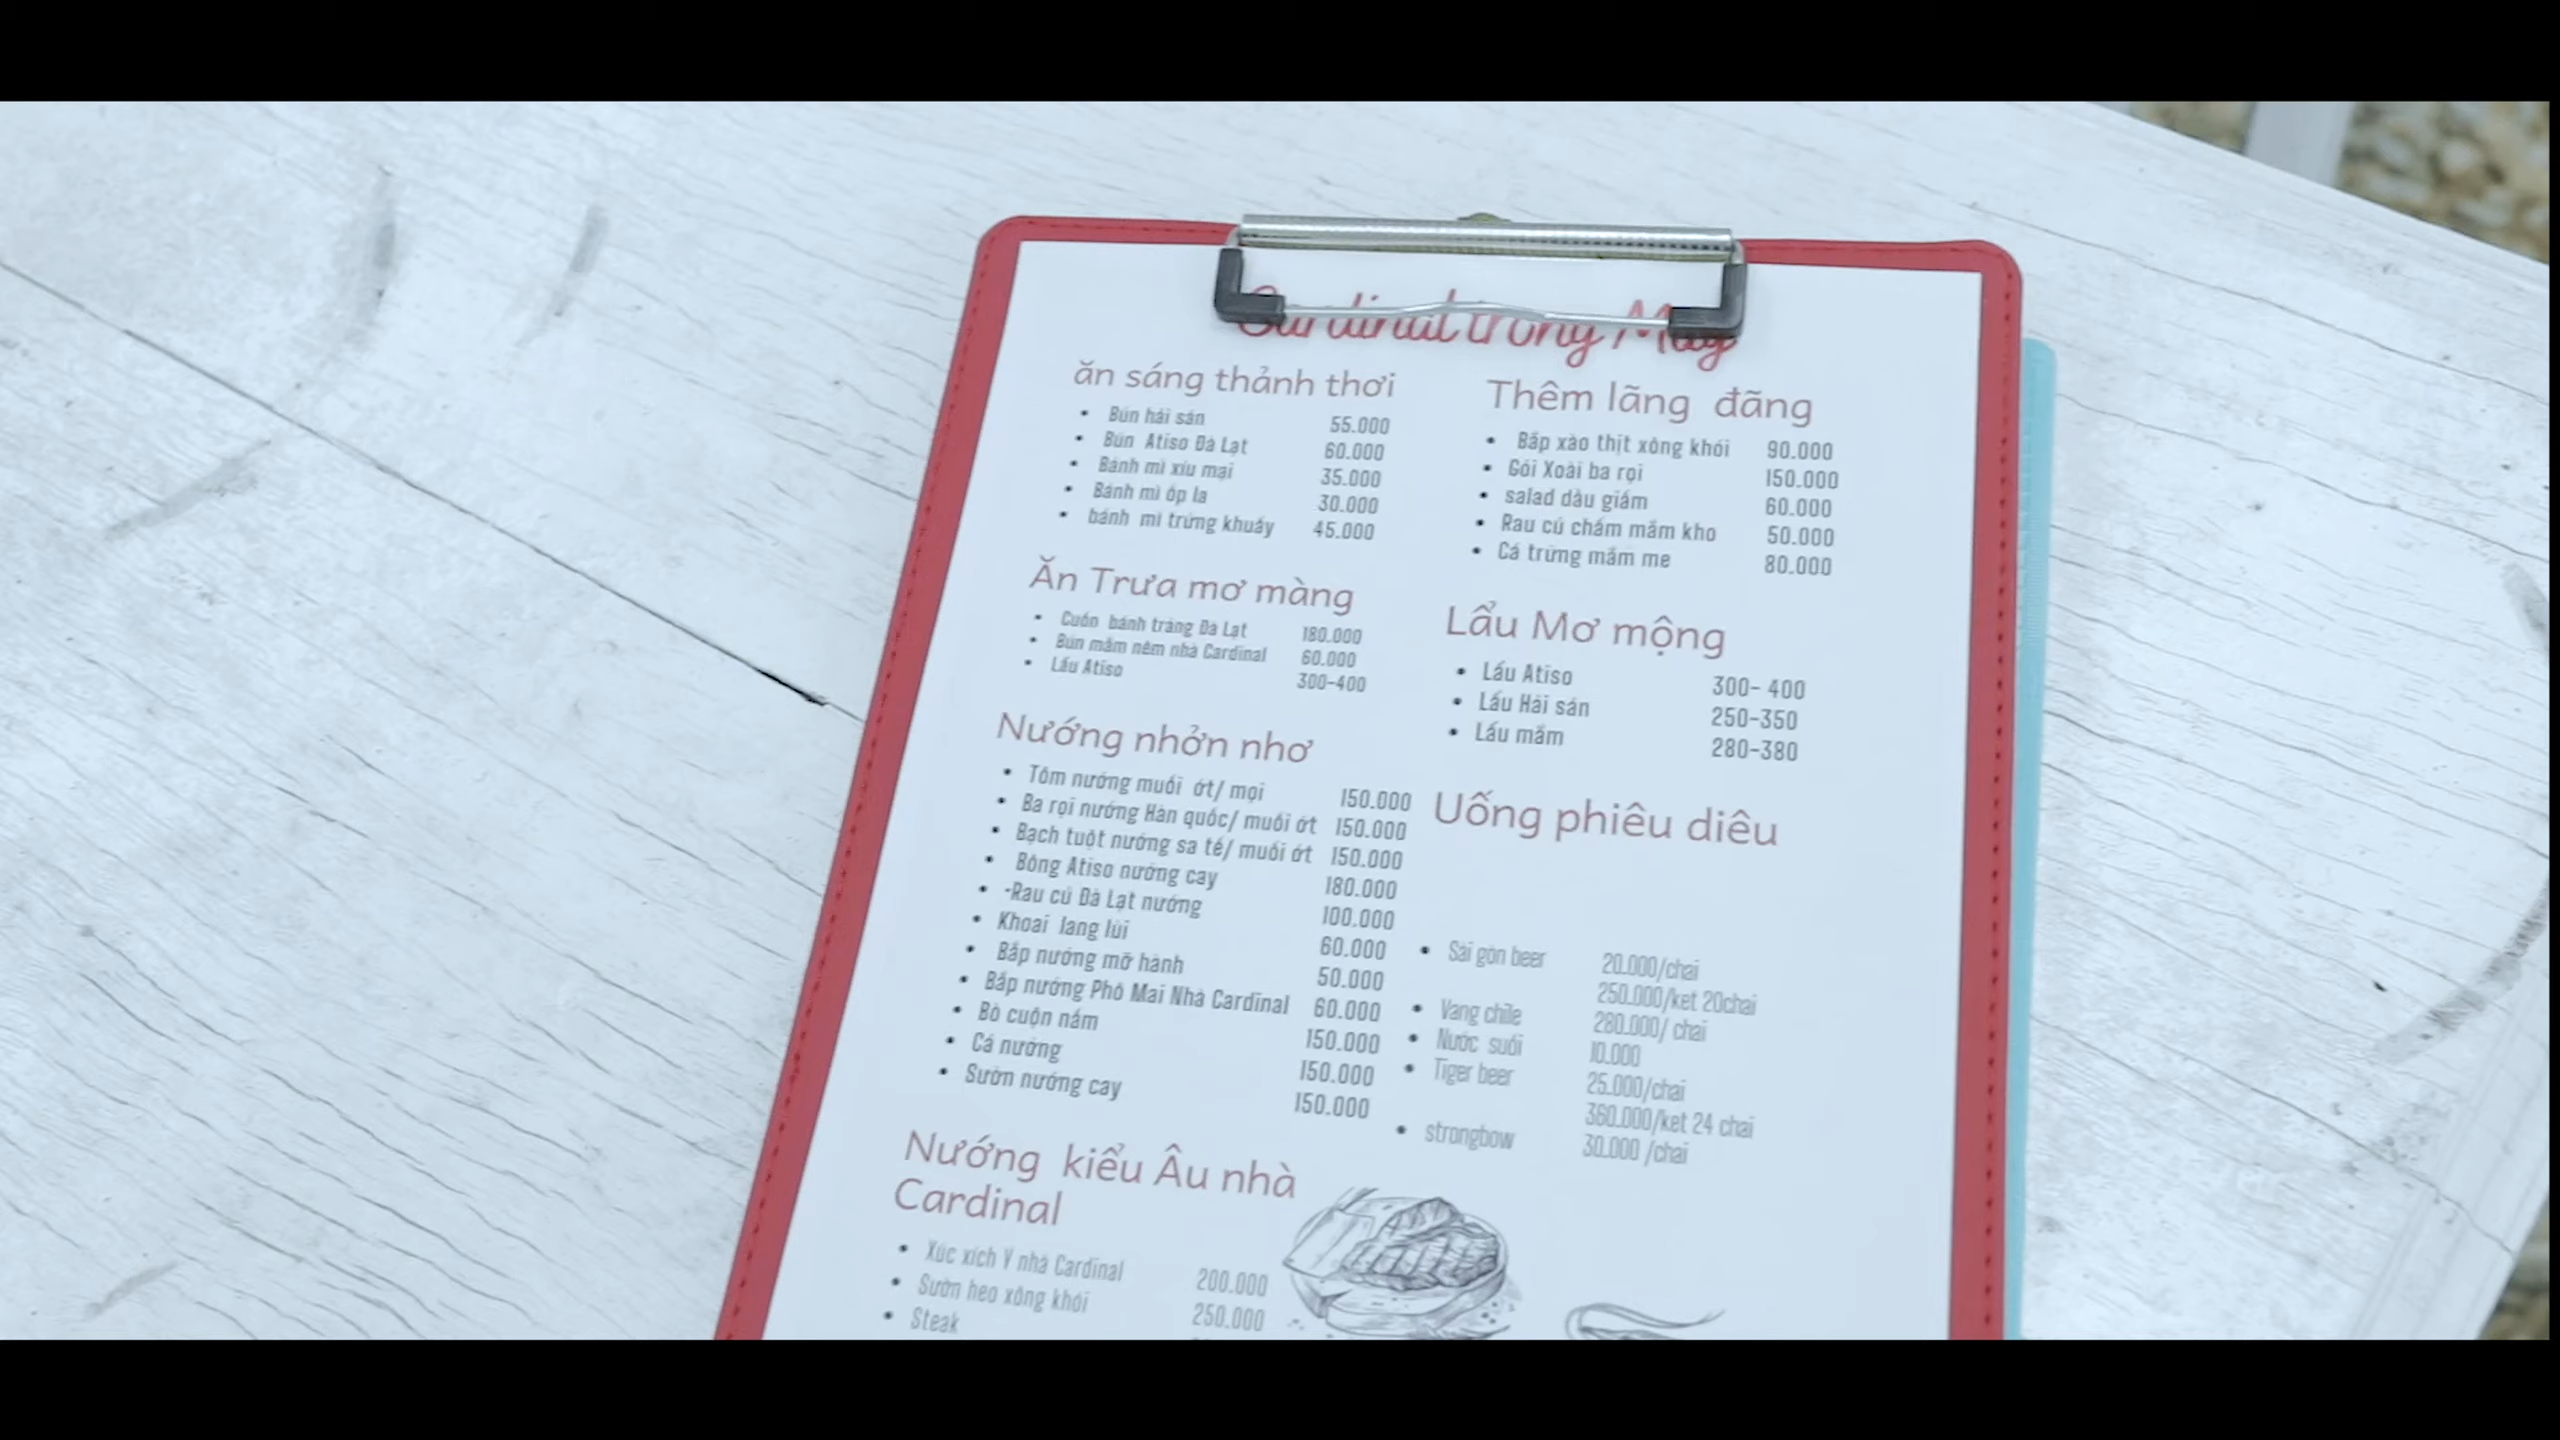 Cardinal trong Mây
ăn sáng thảnh thơi
• Bún hải sản 55.000
• Bún Atiso Đà Lạt 60.000
• Bánh mì xíu mại 35.000
• Bánh mì ốp la 30.000
• bánh mì trứng khuấy 45.000
Ăn Trưa mơ màng
• Cuốn bánh tráng Đà Lạt 180.000
• Bún mắm nêm nhà Cardinal 60.000
• Lẩu Atiso 300-400
Nướng nhởn nhơ
• Tôm nướng muối ớt/ mọi 150.000
• Ba rọi nướng Hàn quốc/ muối ớt 150.000
• Bạch tuột nướng sa tế/ muối ớt 150.000
• Bông Atiso nướng cay 180.000
• -Rau củ Đà Lạt nướng 100.000
• Khoai lang lùi 60.000
• Bắp nướng mỡ hành 50.000
• Bắp nướng Phô Mai Nhà Cardinal 60.000
• Bò cuộn nấm 150.000
• Cá nướng 150.000
• Sườn nướng cay 150.000
Nướng kiểu Âu nhà
Cardinal
• Xúc xích Ý nhà Cardinal 200.000
• Sườn heo xông khói 250.000
• Steak
Thêm lãng đãng
• Bắp xào thịt xông khói 90.000
• Gỏi Xoài ba rọi 150.000
• salad dầu giấm 60.000
• Rau củ chấm mắm kho 50.000
• Cá trứng mắm me 80.000
Lẩu Mơ mộng
• Lẩu Atiso 300- 400
• Lẩu Hải sản 250-350
• Lẩu mắm 280-380
Uống phiêu diêu
• Sài gòn beer 20.000/chai
250.000/ket 20chai
• Vang chile 280.000/ chai
• Nước suối 10.000
• Tiger beer 25.000/chai
360.000/ket 24 chai
• strongbow 30.000 /chai